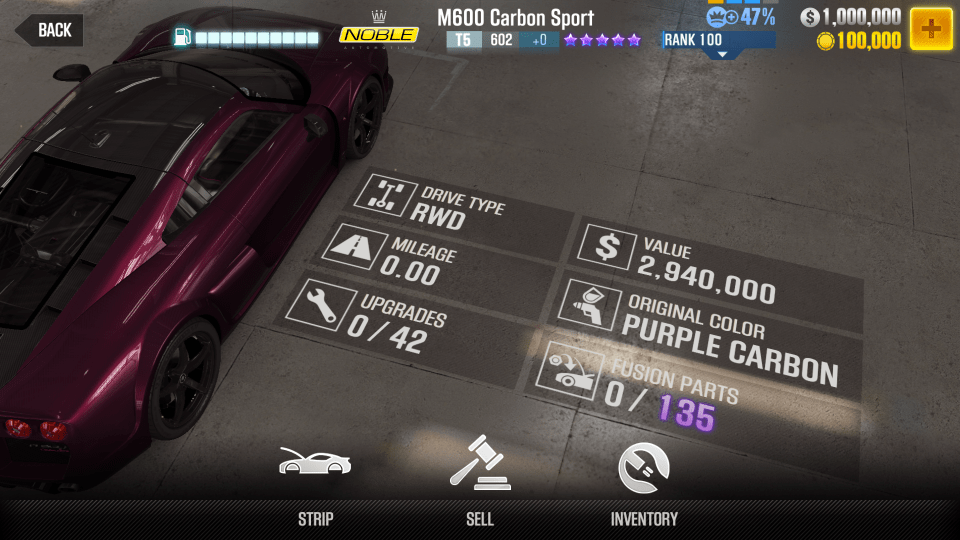 BACK
NOBLE
AUTOMOTIVE
M600 Carbon Sport
T5 602 +0
+47%
RANK 100
$ 1,000,000
100,000
DRIVE TYPE
RWD
MILEAGE
0.00
UPGRADES
0/42
$ VALUE
2,940,000
ORIGINAL COLOR
PURPLE CARBON
FUSION PARTS
0/135
STRIP
SELL
INVENTORY